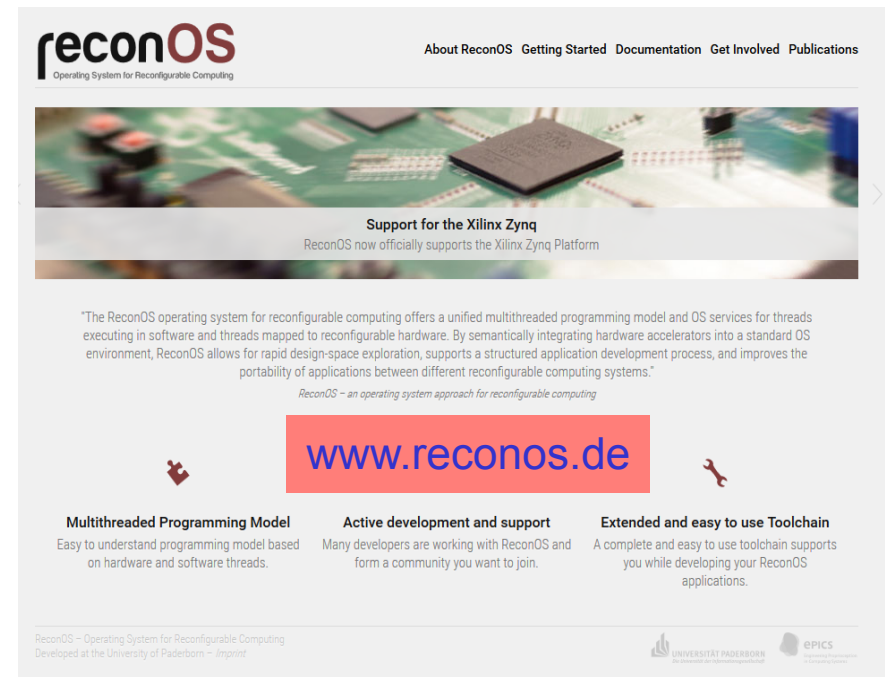 reconOS
Operating System for Reconfigurable Computing
About ReconOS Getting Started Documentation Get Involved Publications
Support for the Xilinx Zynq
ReconOS now officially supports the Xilinx Zynq Platform
"The ReconOS operating system for reconfigurable computing offers a unified multithreaded programming model and OS services for threads
executing in software and threads mapped to reconfigurable hardware. By semantically integrating hardware accelerators into a standard OS
environment, ReconOS allows for rapid design-space exploration, supports a structured application development process, and improves the
portability of applications between different reconfigurable computing systems."
ReconOS – an operating system approach for reconfigurable computing
www.reconos.de
Multithreaded Programming Model
Easy to understand programming model based
on hardware and software threads.
Active development and support
Many developers are working with ReconOS and
form a community you want to join.
Extended and easy to use Toolchain
A complete and easy to use toolchain supports
you while developing your ReconOS
applications.
ReconOS – Operating System for Reconfigurable Computing
Developed at the University of Paderborn – Imprint
UNIVERSITÄT PADERBORN
Die Universität der Informationsgesellschaft
EPiCS